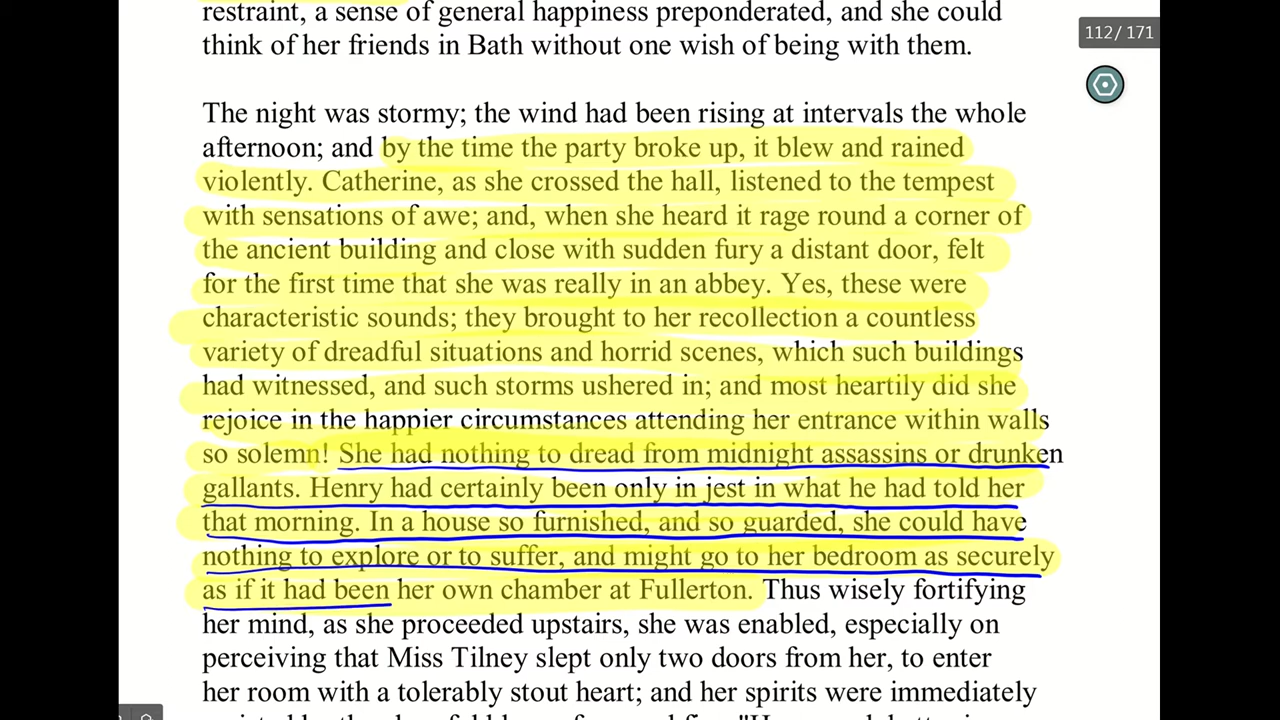 restraint, a sense of general happiness preponderated, and she could
112/ 171
think of her friends in Bath without one wish of being with them.
The night was stormy; the wind had been rising at intervals the whole
afternoon; and by the time the party broke up, it blew and rained
violently. Catherine, as she crossed the hall, listened to the tempest
with sensations of awe; and, when she heard it rage round a corner of
the ancient building and close with sudden fury a distant door, felt
for the first time that she was really in an abbey. Yes, these were
characteristic sounds; they brought to her recollection a countless
variety of dreadful situations and horrid scenes, which such buildings
had witnessed, and such storms ushered in; and most heartily did she
rejoice in the happier circumstances attending her entrance within walls
so solemn! She had nothing to dread from midnight assassins or drunken
gallants. Henry had certainly been only in jest in what he had told her
that morning. In a house so furnished, and so guarded, she could have
nothing to explore or to suffer, and might go to her bedroom as securely
as if it had been her own chamber at Fullerton. Thus wisely fortifying
her mind, as she proceeded upstairs, she was enabled, especially on
perceiving that Miss Tilney slept only two doors from her, to enter
her room with a tolerably stout heart; and her spirits were immediately